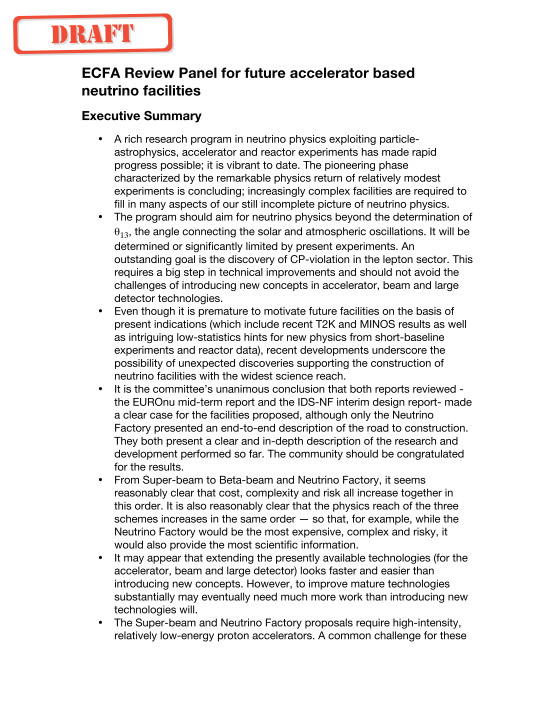 DRAFT
ECFA Review Panel for future accelerator based
neutrino facilities
Executive Summary
• A rich research program in neutrino physics exploiting particle-
astrophysics, accelerator and reactor experiments has made rapid
progress possible; it is vibrant to date. The pioneering phase
characterized by the remarkable physics return of relatively modest
experiments is concluding; increasingly complex facilities are required to
fill in many aspects of our still incomplete picture of neutrino physics.
• The program should aim for neutrino physics beyond the determination of
θ₁₃, the angle connecting the solar and atmospheric oscillations. It will be
determined or significantly limited by present experiments. An
outstanding goal is the discovery of CP-violation in the lepton sector. This
requires a big step in technical improvements and should not avoid the
challenges of introducing new concepts in accelerator, beam and large
detector technologies.
• Even though it is premature to motivate future facilities on the basis of
present indications (which include recent T2K and MINOS results as well
as intriguing low-statistics hints for new physics from short-baseline
experiments and reactor data), recent developments underscore the
possibility of unexpected discoveries supporting the construction of
neutrino facilities with the widest science reach.
• It is the committee's unanimous conclusion that both reports reviewed -
the EUROnu mid-term report and the IDS-NF interim design report- made
a clear case for the facilities proposed, although only the Neutrino
Factory presented an end-to-end description of the road to construction.
They both present a clear and in-depth description of the research and
development performed so far. The community should be congratulated
for the results.
• From Super-beam to Beta-beam and Neutrino Factory, it seems
reasonably clear that cost, complexity and risk all increase together in
this order. It is also reasonably clear that the physics reach of the three
schemes increases in the same order — so that, for example, while the
Neutrino Factory would be the most expensive, complex and risky, it
would also provide the most scientific information.
• It may appear that extending the presently available technologies (for the
accelerator, beam and large detector) looks faster and easier than
introducing new concepts. However, to improve mature technologies
substantially may eventually need much more work than introducing new
technologies will.
• The Super-beam and Neutrino Factory proposals require high-intensity,
relatively low-energy proton accelerators. A common challenge for these